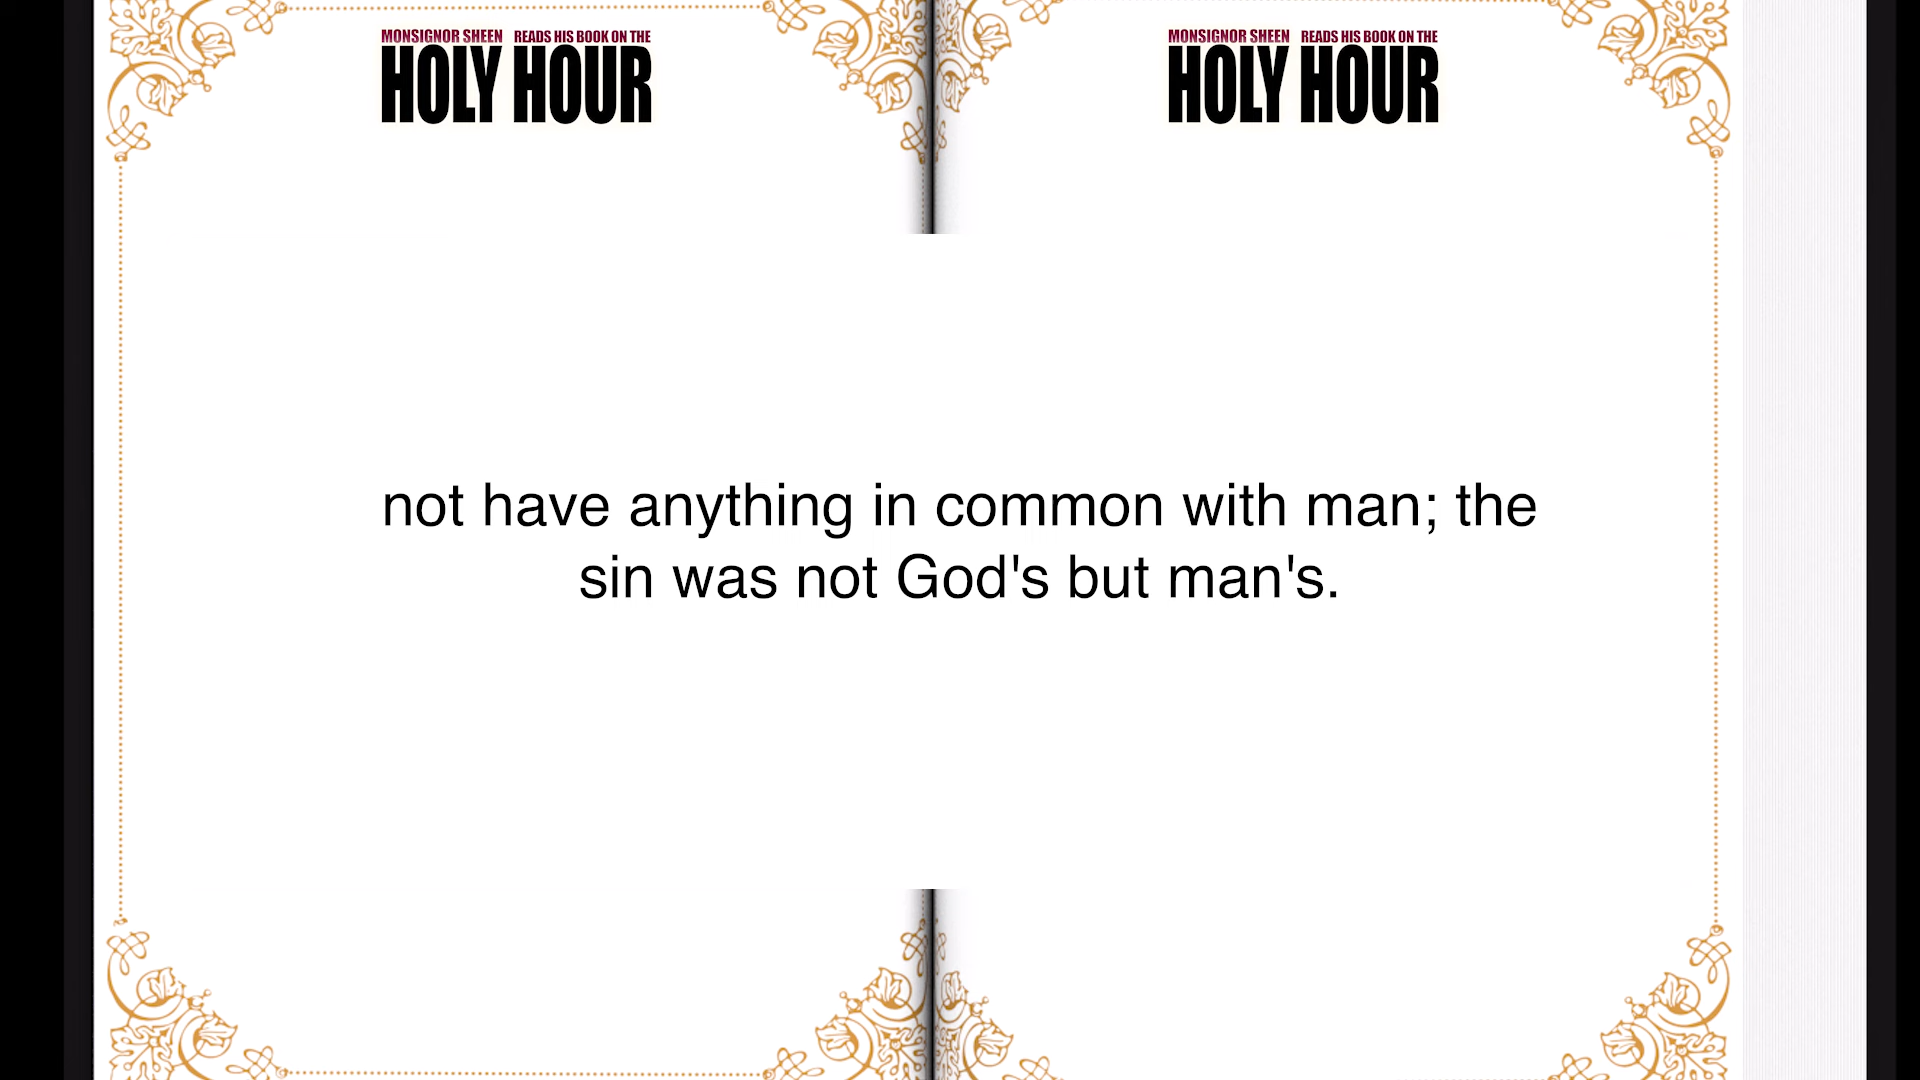 MONSIGNOR SHEEN READS HIS BOOK ON THE
HOLY HOUR
MONSIGNOR SHEEN READS HIS BOOK ON THE
HOLY HOUR
not have anything in common with man; the
sin was not God's but man's.